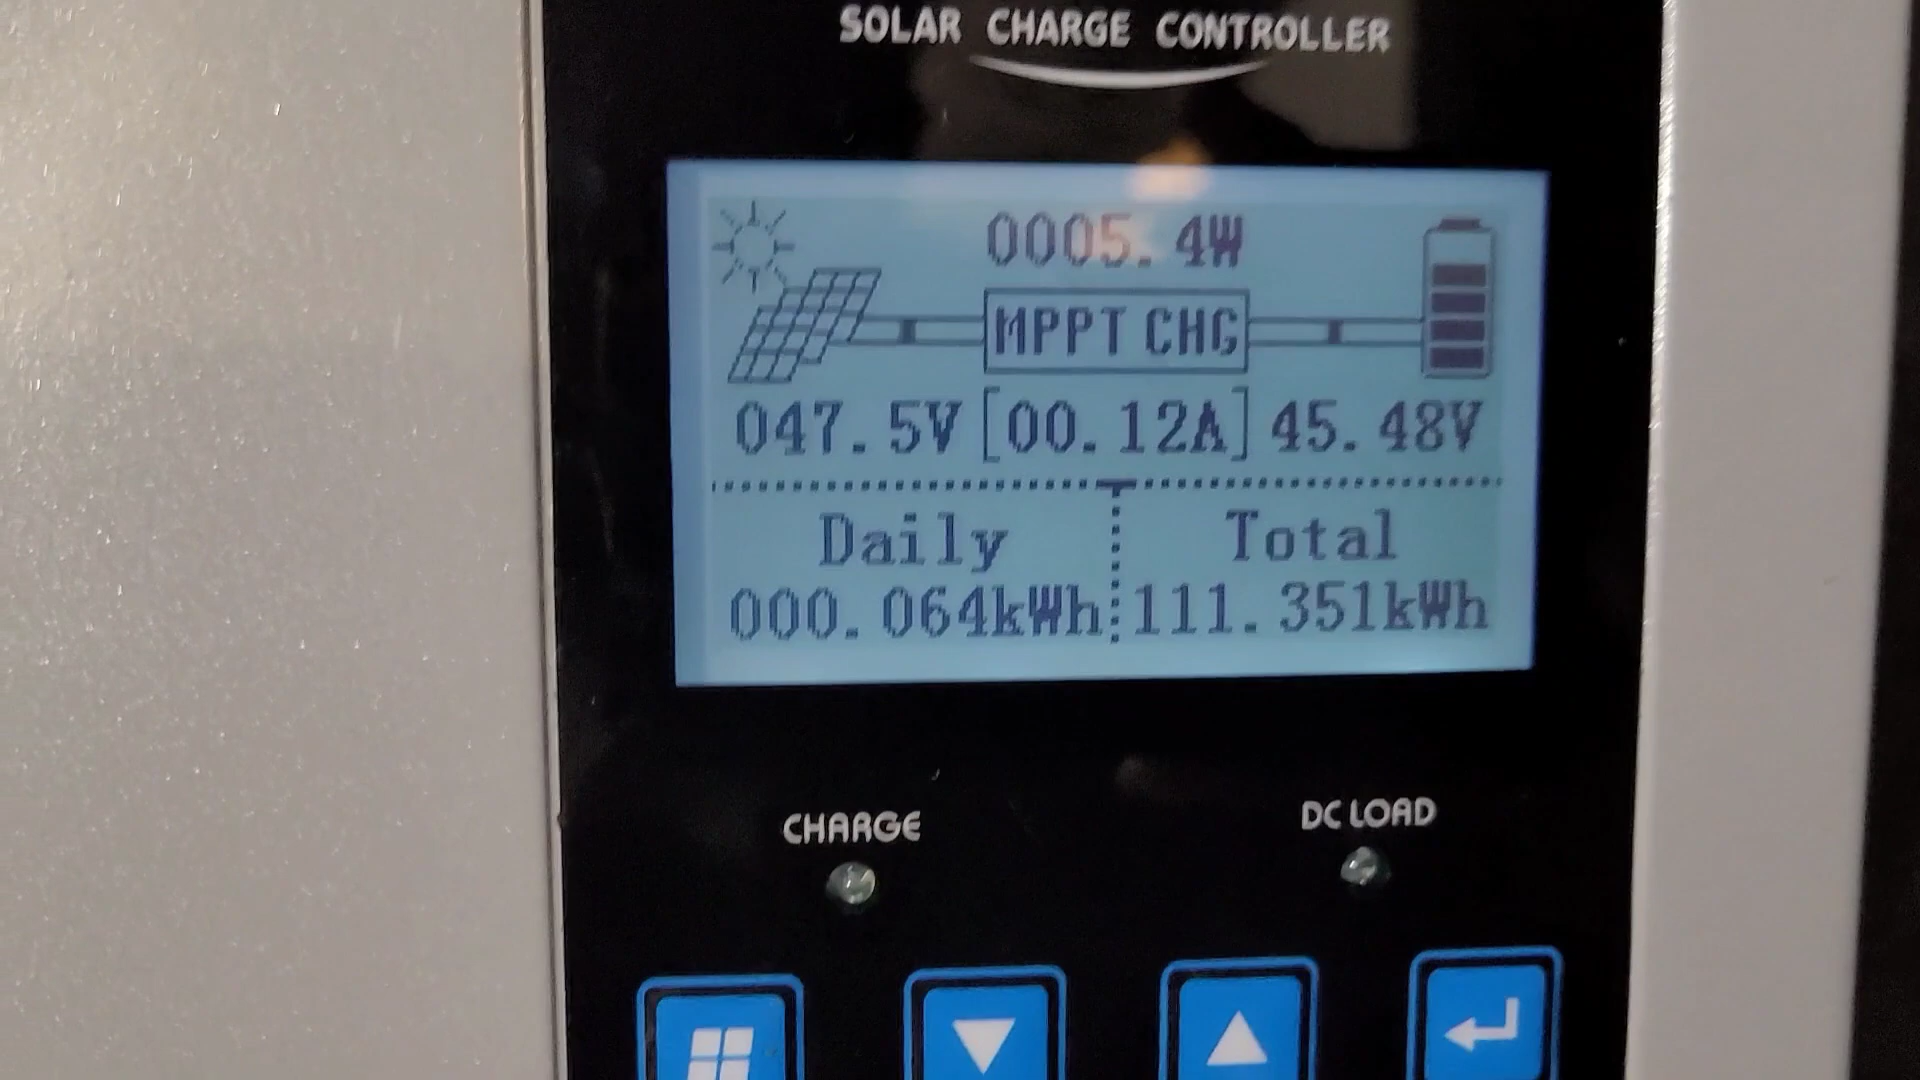 SOLAR CHARGE CONTROLLER
0005.4W
MPPT CHG
047.5V [00.12A] 45.48V
Daily Total
000.064kWh 111.351kWh
CHARGE DC LOAD